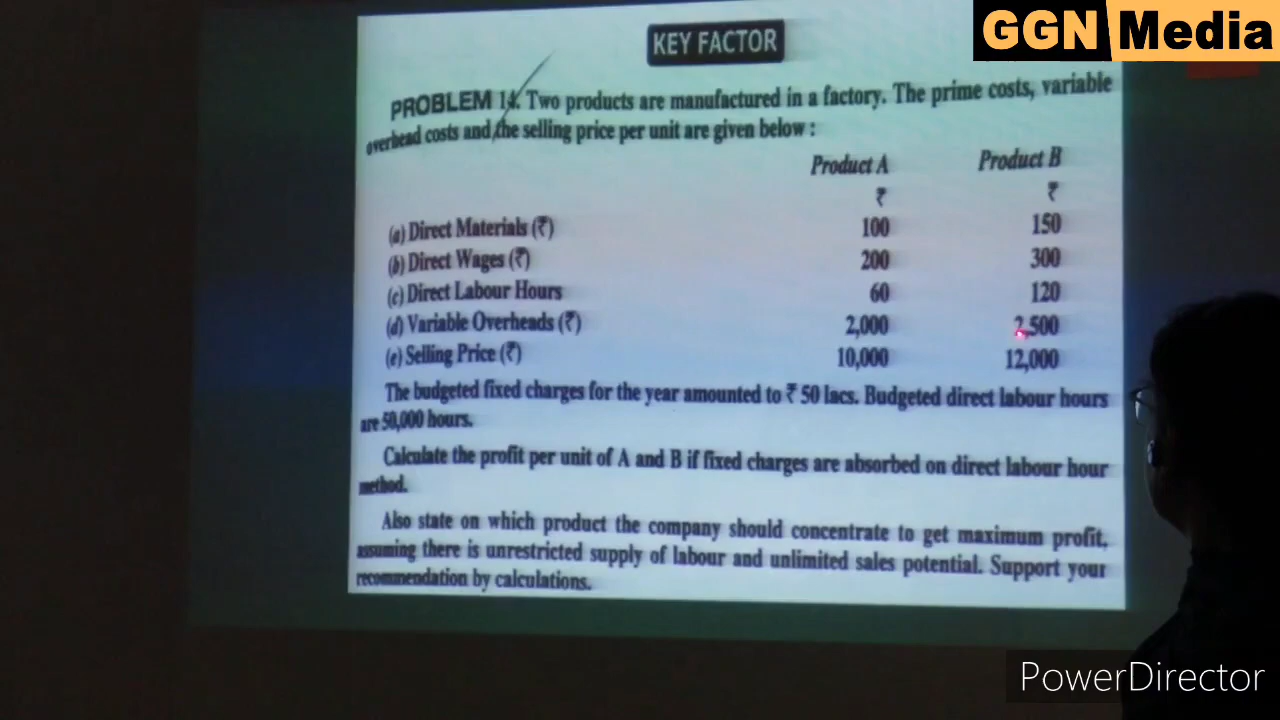 GGN Media
KEY FACTOR
PROBLEM 14. Two products are manufactured in a factory. The prime costs, variable
overhead costs and the selling price per unit are given below :
Product A Product B
₹ ₹
(a) Direct Materials (₹) 100 150
(b) Direct Wages (₹) 200 300
(c) Direct Labour Hours 60 120
(d) Variable Overheads (₹) 2,000 2,500
(e) Selling Price (₹) 10,000 12,000
The budgeted fixed charges for the year amounted to ₹ 50 lacs. Budgeted direct labour hours
are 50,000 hours.
Calculate the profit per unit of A and B if fixed charges are absorbed on direct labour hour
method.
Also state on which product the company should concentrate to get maximum profit,
assuming there is unrestricted supply of labour and unlimited sales potential. Support your
recommendation by calculations.
PowerDirector